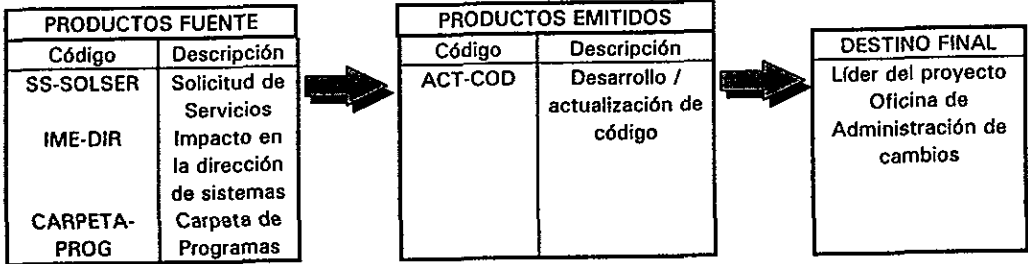 PRODUCTOS FUENTE
Código Descripción
SS-SOLSER Solicitud de
Servicios
IME-DIR Impacto en
la dirección
de sistemas
CARPETA- Carpeta de
PROG Programas
PRODUCTOS EMITIDOS
Código Descripción
ACT-COD Desarrollo /
actualización de
código
DESTINO FINAL
Líder del proyecto
Oficina de
Administración de
cambios